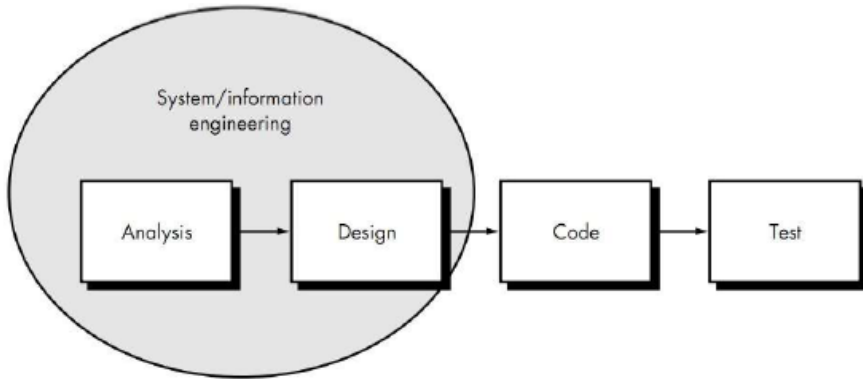 System/information
engineering
Analysis
Design
Code
Test